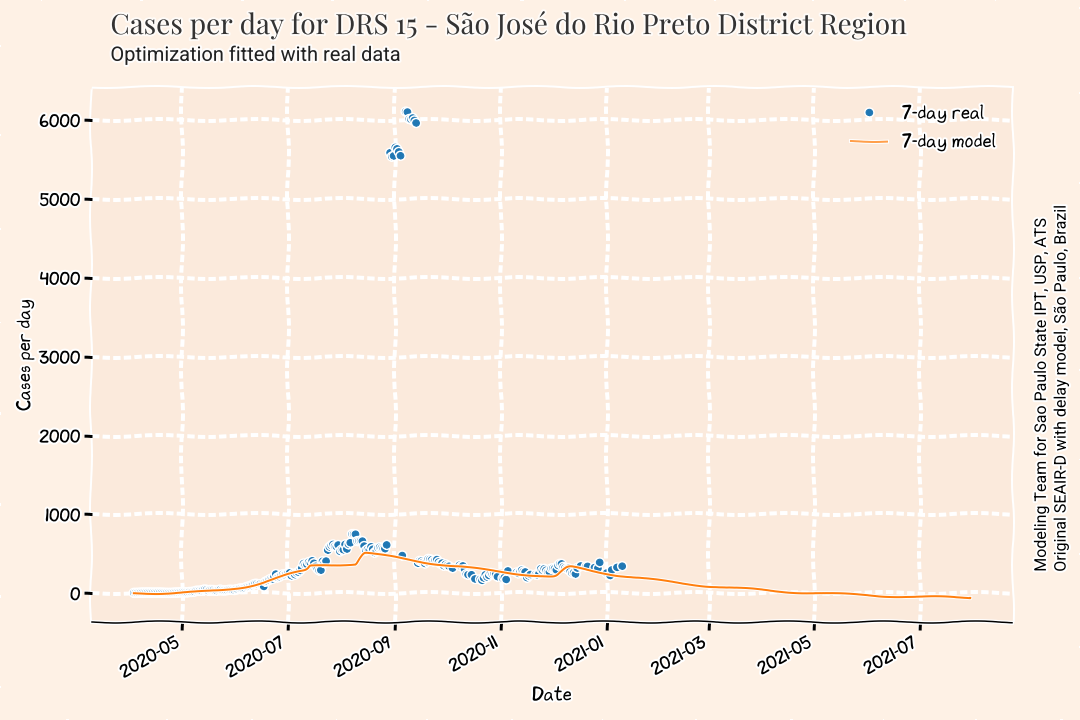 Cases per day for DRS 15 - São José do Rio Preto District Region
Optimization fitted with real data
7-day real
7-day model
6000
5000
4000
3000
2000
1000
0
Cases per day
2020-05
2020-07
2020-09
2020-11
2021-01
2021-03
2021-05
2021-07
Date
Modeling Team for Sao Paulo State IPT, USP, ATS
Original SEAIR-D with delay model, São Paulo, Brazil